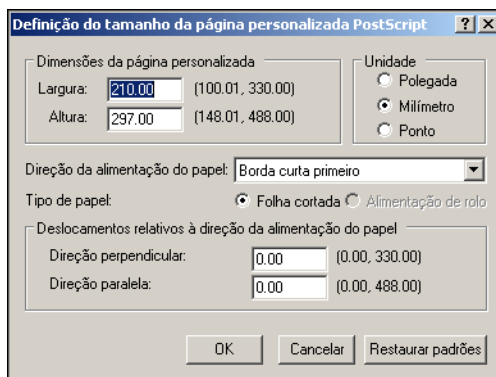 Definição do tamanho da página personalizada PostScript
Dimensões da página personalizada
Largura: 210.00 (100.01, 330.00)
Altura: 297.00 (148.01, 488.00)
Unidade
Polegada
Milímetro
Ponto
Direção da alimentação do papel: Borda curta primeiro
Tipo de papel: Folha cortada Alimentação de rolo
Deslocamentos relativos à direção da alimentação do papel
Direção perpendicular: 0.00 (0.00, 330.00)
Direção paralela: 0.00 (0.00, 488.00)
OK Cancelar Restaurar padrões